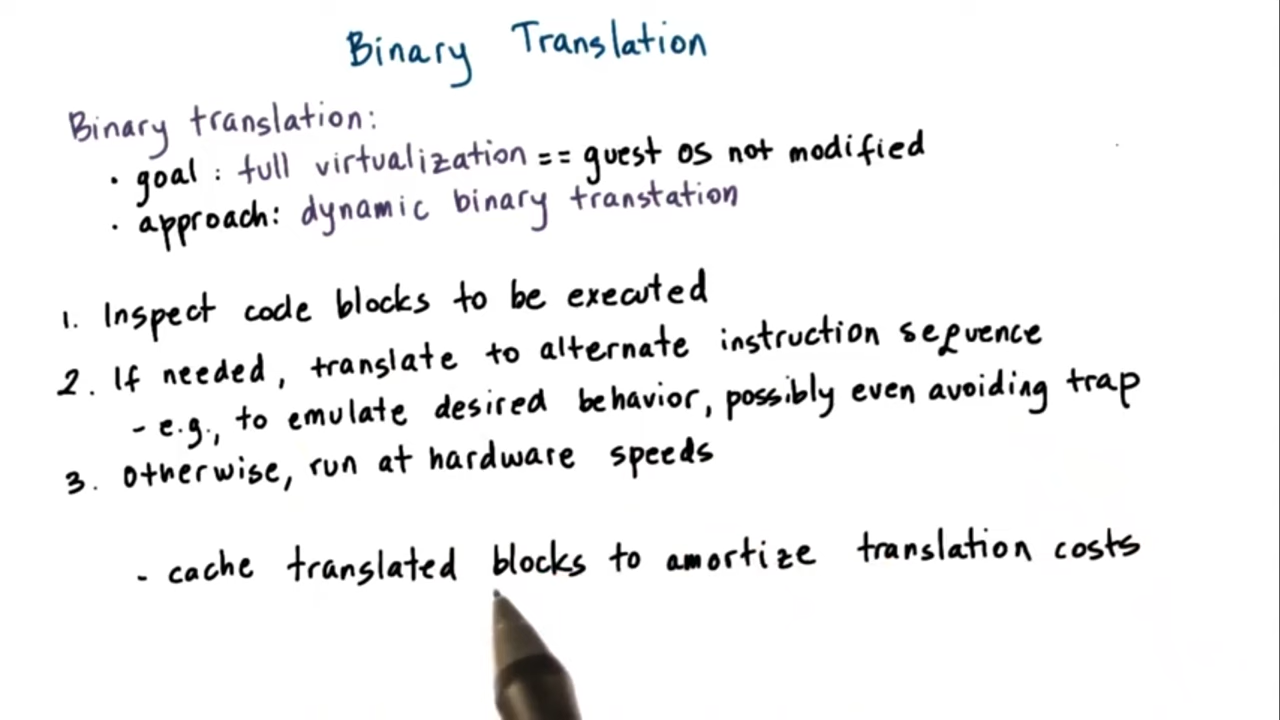 Binary Translation
Binary translation:
· goal : full virtualization == guest os not modified
· approach: dynamic binary transtation
1. Inspect code blocks to be executed
2. If needed, translate to alternate instruction sequence
- e.g., to emulate desired behavior, possibly even avoiding trap
3. otherwise, run at hardware speeds
- cache translated blocks to amortize translation costs